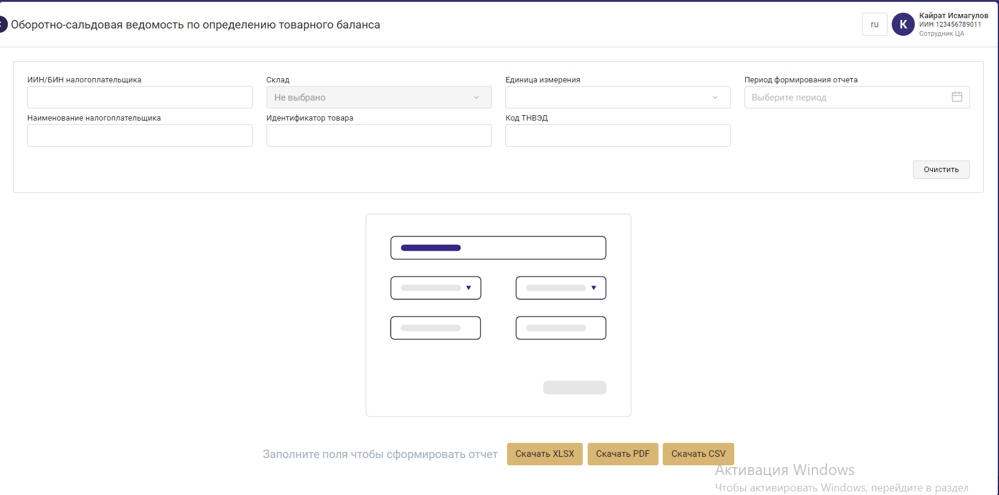 Оборотно-сальдовая ведомость по определению товарного баланса
ru
К
Кайрат Исмагулов
ИИН 123456789011
Сотрудник ЦА
ИИН/БИН налогоплательщика
Склад
Единица измерения
Период формирования отчета
Не выбрано
Выберите период
Наименование налогоплательщика
Идентификатор товара
Код ТНВЭД
Очистить
Заполните поля чтобы сформировать отчет
Скачать XLSX
Скачать PDF
Скачать CSV
Активация Windows
Чтобы активировать Windows, перейдите в раздел